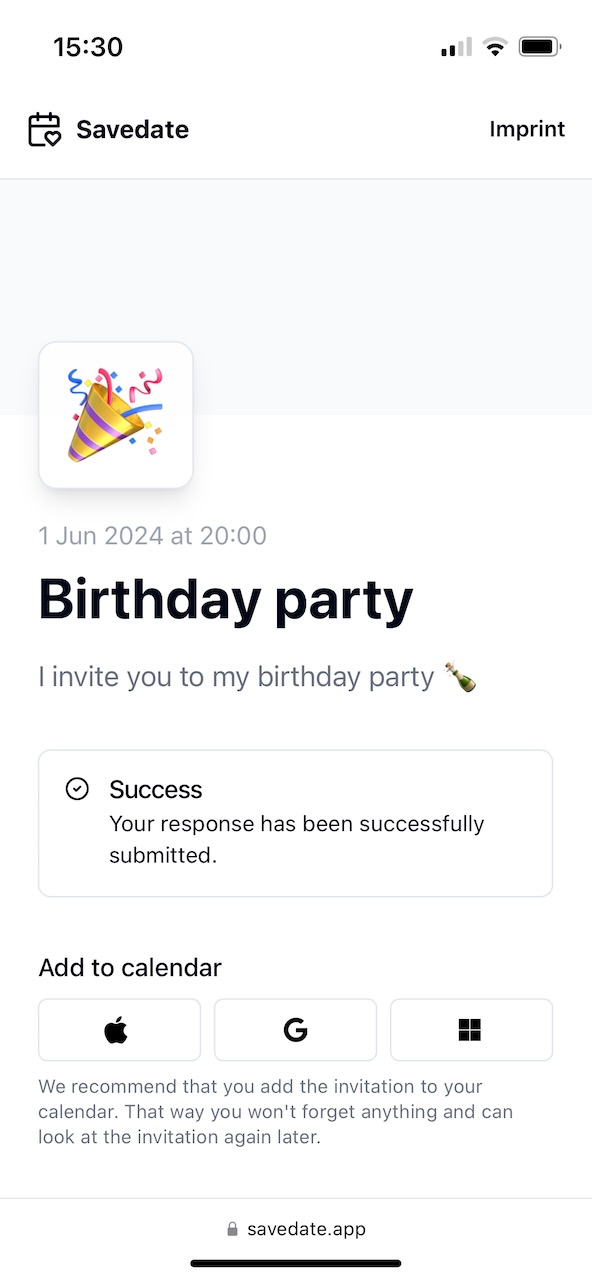 15:30
Savedate
Imprint
1 Jun 2024 at 20:00
Birthday party
I invite you to my birthday party 🍾
Success
Your response has been successfully
submitted.
Add to calendar
We recommend that you add the invitation to your
calendar. That way you won't forget anything and can
look at the invitation again later.
savedate.app